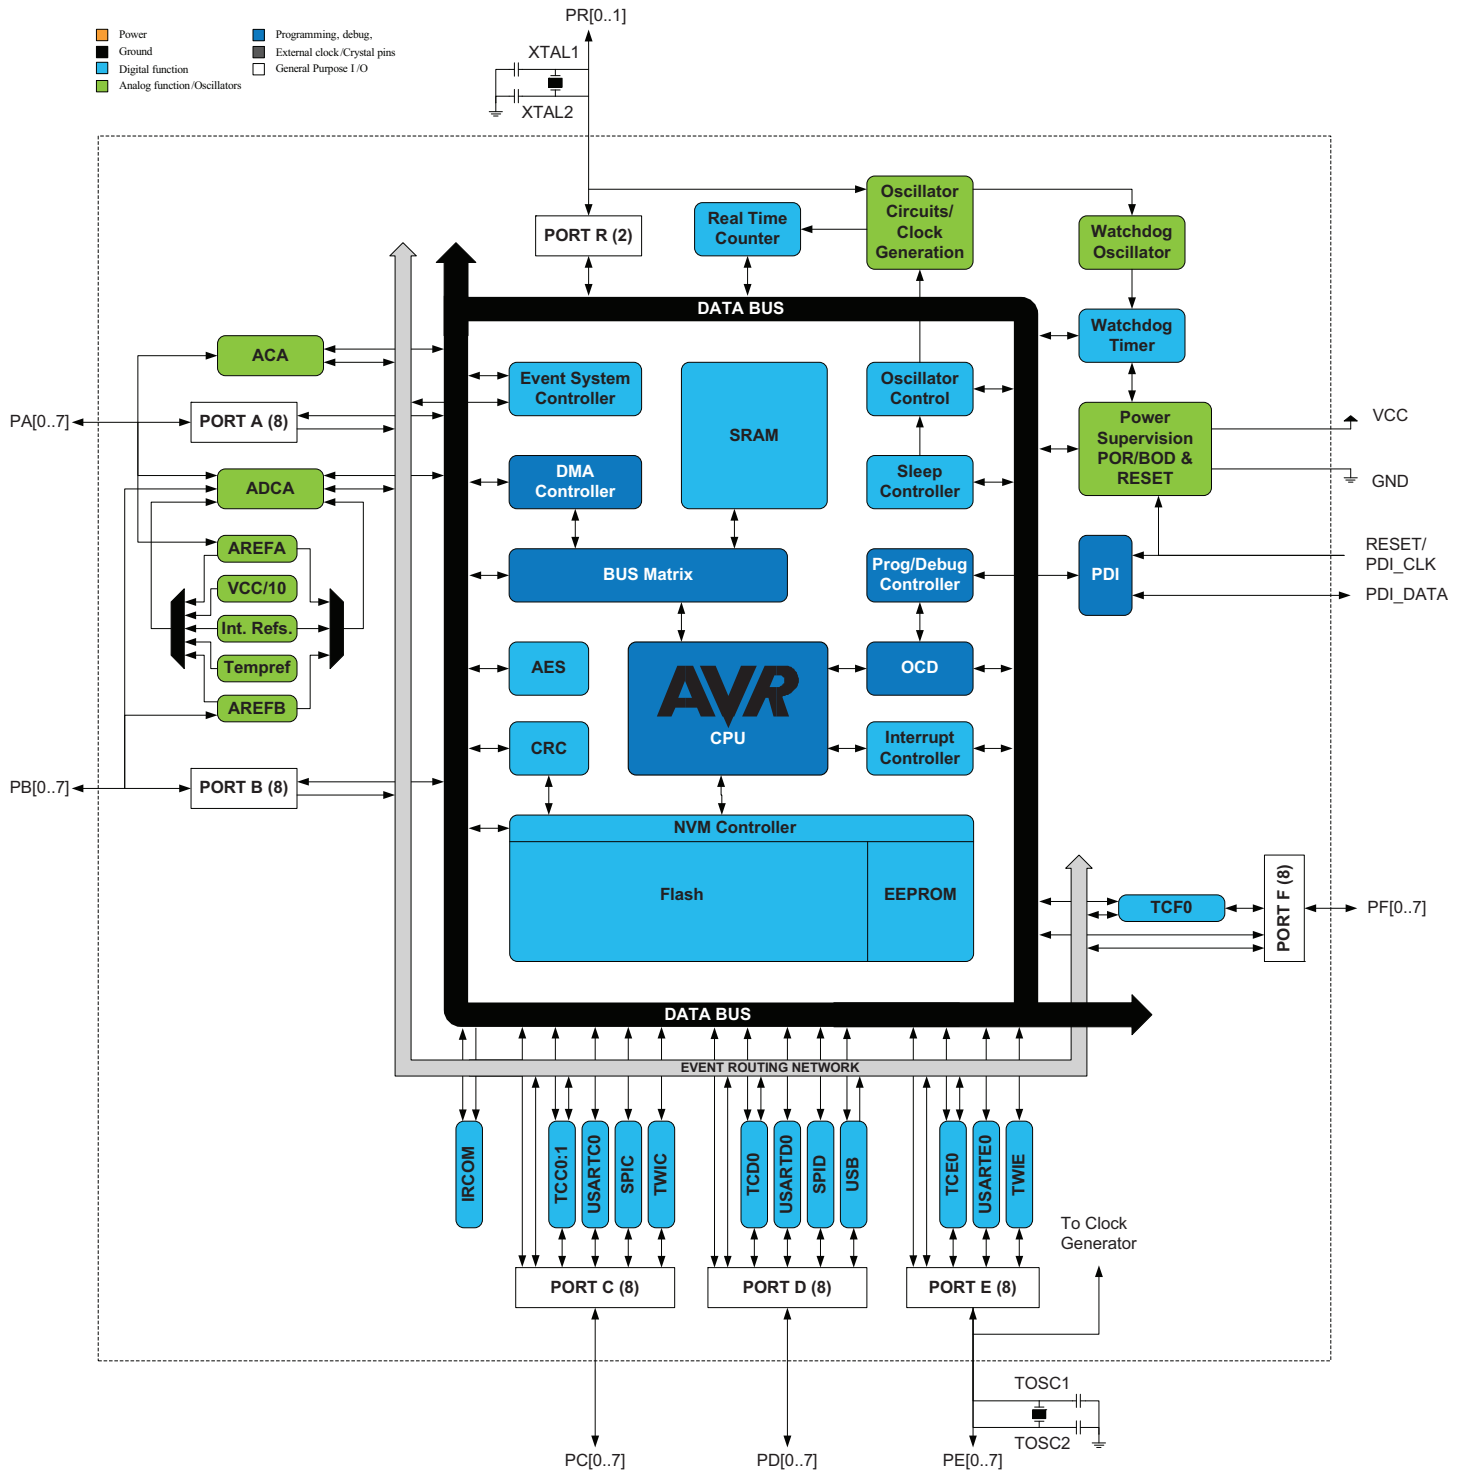 PR[0..1]
Power
Ground
Digital function
Analog function/Oscillators
Programming, debug,
External clock/Crystal pins
General Purpose I/O
XTAL1
XTAL2
PORT R (2)
Real Time
Counter
Oscillator
Circuits/
Clock
Generation
Watchdog
Oscillator
DATA BUS
Watchdog
Timer
ACA
Event System
Controller
SRAM
Oscillator
Control
PA[0..7]
PORT A (8)
Power
Supervision
POR/BOD &
RESET
VCC
GND
ADCA
DMA
Controller
Sleep
Controller
AREFA
VCC/10
Int. Refs.
Tempref
AREFB
BUS Matrix
Prog/Debug
Controller
PDI
RESET/
PDI_CLK
PDI_DATA
AES
AVR
CPU
OCD
CRC
Interrupt
Controller
PB[0..7]
PORT B (8)
NVM Controller
Flash
EEPROM
TCF0
PORT F (8)
PF[0..7]
DATA BUS
EVENT ROUTING NETWORK
IRCOM
TCC0:1
USARTC0
SPIC
TWIC
TCD0
USARTD0
SPID
USB
TCE0
USARTE0
TWIE
To Clock
Generator
PORT C (8)
PORT D (8)
PORT E (8)
TOSC1
TOSC2
PC[0..7]
PD[0..7]
PE[0..7]